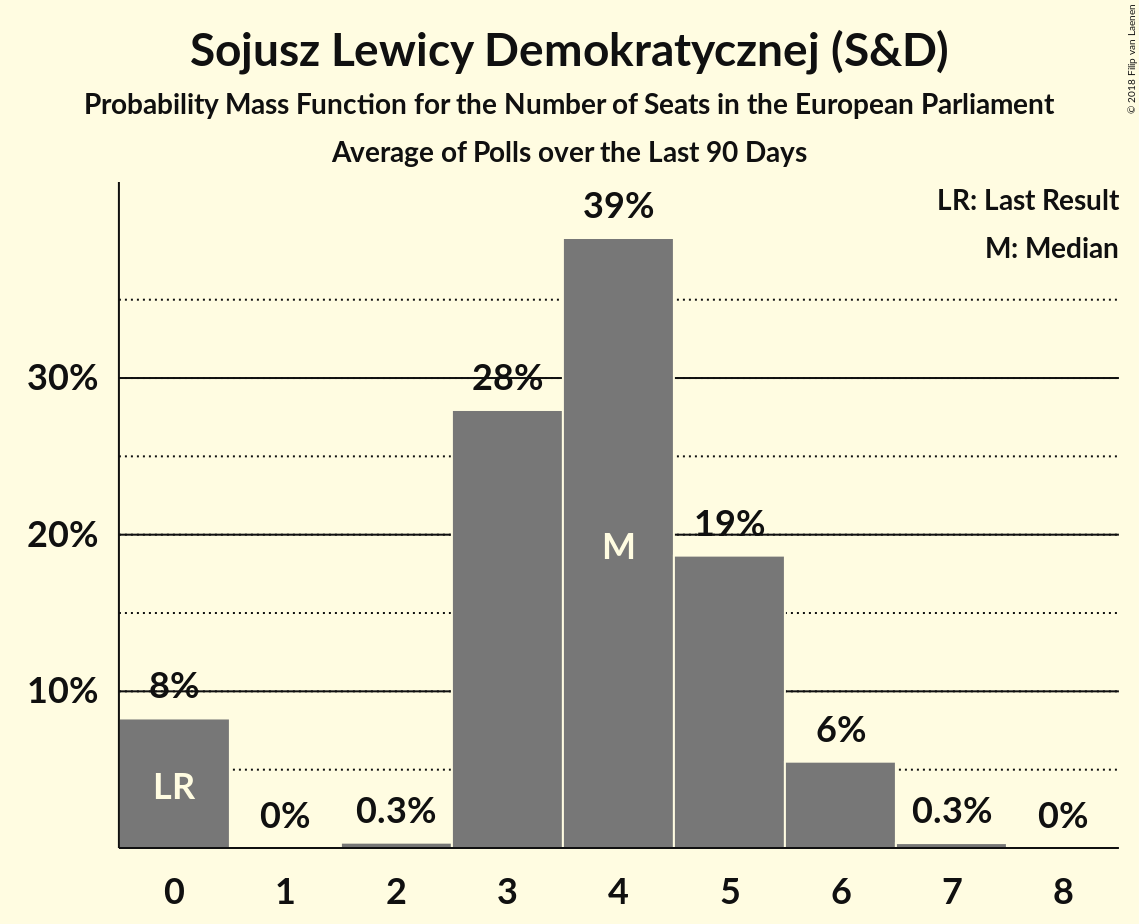 Sojusz Lewicy Demokratycznej (S&D)
Probability Mass Function for the Number of Seats in the European Parliament
Average of Polls over the Last 90 Days
© 2018 Filip van Laenen
LR: Last Result
M: Median
39%
30%
28%
20%
19%
M
10%
8%
6%
LR
0%
0.3%
0.3%
0%
0 1 2 3 4 5 6 7 8